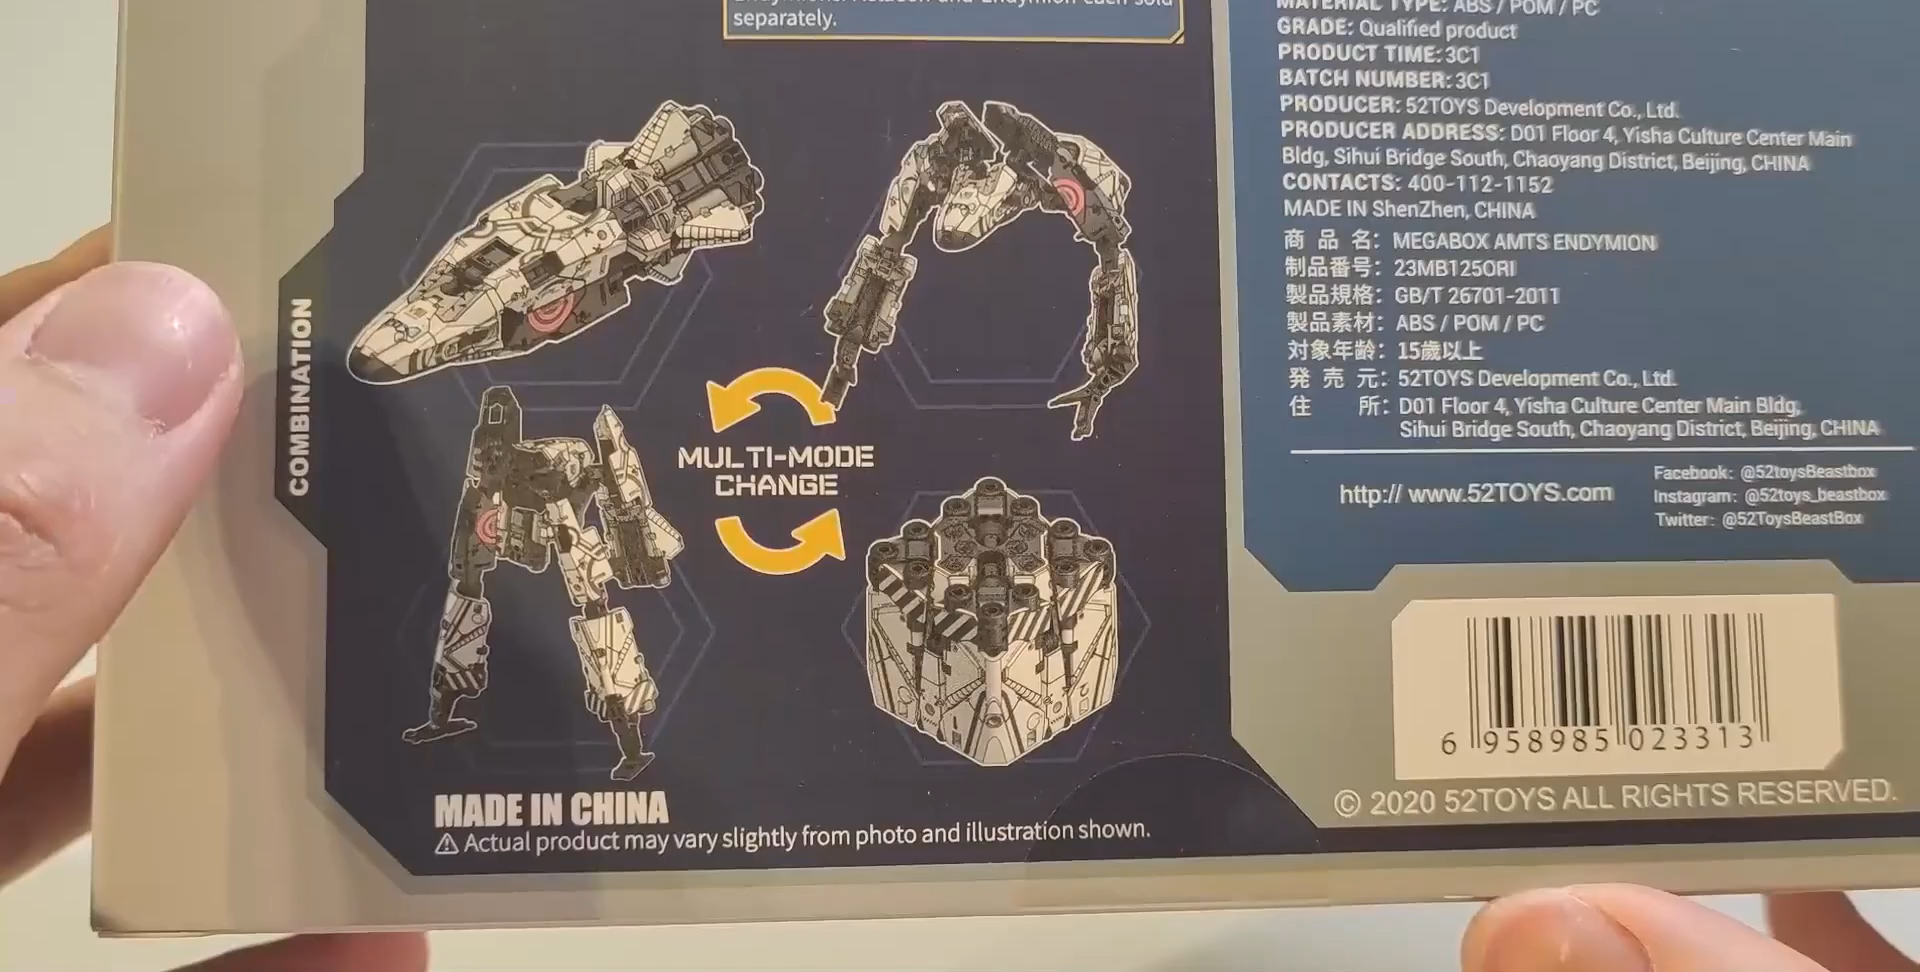 separately.
COMBINATION
MULTI-MODE
CHANGE
MADE IN CHINA
Actual product may vary slightly from photo and illustration shown.
MATERIAL TYPE: ABS / POM / PC
GRADE: Qualified product
PRODUCT TIME: 3C1
BATCH NUMBER: 3C1
PRODUCER: 52TOYS Development Co., Ltd.
PRODUCER ADDRESS: D01 Floor 4, Yisha Culture Center Main
Bldg, Sihui Bridge South, Chaoyang District, Beijing, CHINA
CONTACTS: 400-112-1152
MADE IN ShenZhen, CHINA
商品名: MEGABOX AMTS ENDYMION
制品番号: 23MB125ORI
製品規格: GB/T 26701-2011
製品素材: ABS / POM / PC
対象年齢: 15歳以上
発売元: 52TOYS Development Co., Ltd.
住所: D01 Floor 4, Yisha Culture Center Main Bldg,
Sihui Bridge South, Chaoyang District, Beijing, CHINA
http:// www.52TOYS.com
Facebook: @52toysBeastbox
Instagram: @52toys_beastbox
Twitter: @52ToysBeastBox
6 958985 023313
© 2020 52TOYS ALL RIGHTS RESERVED.